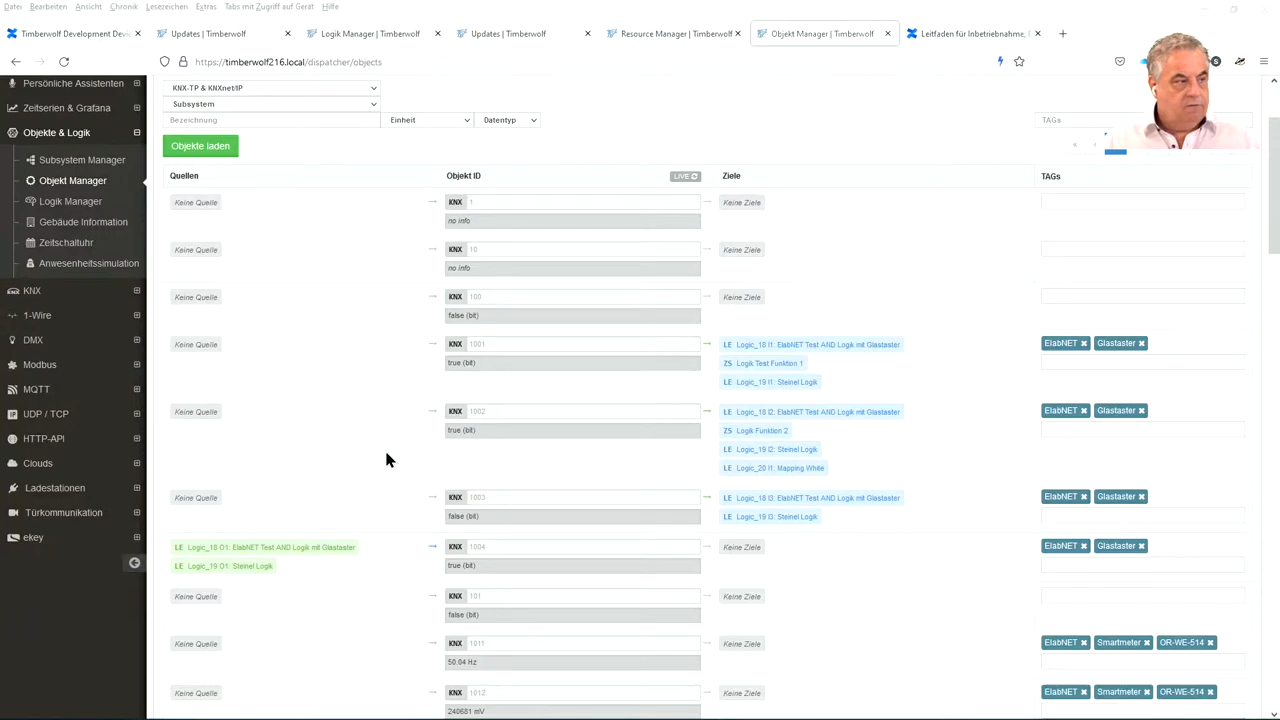 Datei Bearbeiten Ansicht Chronik Lesezeichen Extras Tabs mit Zugriff auf Gerät Hilfe
Timberwolf Development Devi Updates | Timberwolf Logik Manager | Timberwolf Updates | Timberwolf Resource Manager | Timberwolf Objekt Manager | Timberwolf Leitfaden für Inbetriebnahme,
https://timberwolf216.local/dispatcher/objects
Persönliche Assistenten
Zeitserien & Grafana
Objekte & Logik
Subsystem Manager
Objekt Manager
Logik Manager
Gebäude Information
Zeitschaltuhr
Anwesenheitssimulation
KNX
1-Wire
DMX
Modbus
MQTT
UDP / TCP
HTTP-API
Clouds
Ladestationen
Türkommunikation
ekey
KNX-TP & KNXnet/IP
Subsystem
Bezeichnung Einheit Datentyp TAGs
Objekte laden
Quellen Objekt ID LIVE Ziele TAGs
Keine Quelle → KNX 1 → Keine Ziele
no info
Keine Quelle → KNX 10 → Keine Ziele
no info
Keine Quelle → KNX 100 → Keine Ziele
false (bit)
Keine Quelle → KNX 1001 → LE Logic_18 I1: ElabNET Test AND Logik mit Glastaster ElabNET ✖ Glastaster ✖
true (bit) ZS Logik Test Funktion 1
LE Logic_19 I1: Steinel Logik
Keine Quelle → KNX 1002 → LE Logic_18 I2: ElabNET Test AND Logik mit Glastaster ElabNET ✖ Glastaster ✖
true (bit) ZS Logik Funktion 2
LE Logic_19 I2: Steinel Logik
LE Logic_20 I1: Mapping White
Keine Quelle → KNX 1003 → LE Logic_18 I3: ElabNET Test AND Logik mit Glastaster ElabNET ✖ Glastaster ✖
false (bit) LE Logic_19 I3: Steinel Logik
LE Logic_18 O1: ElabNET Test AND Logik mit Glastaster → KNX 1004 → Keine Ziele ElabNET ✖ Glastaster ✖
LE Logic_19 O1: Steinel Logik true (bit)
Keine Quelle → KNX 101 → Keine Ziele
false (bit)
Keine Quelle → KNX 1011 → Keine Ziele ElabNET ✖ Smartmeter ✖ OR-WE-514 ✖
50.04 Hz
Keine Quelle → KNX 1012 → Keine Ziele ElabNET ✖ Smartmeter ✖ OR-WE-514 ✖
240681 mV